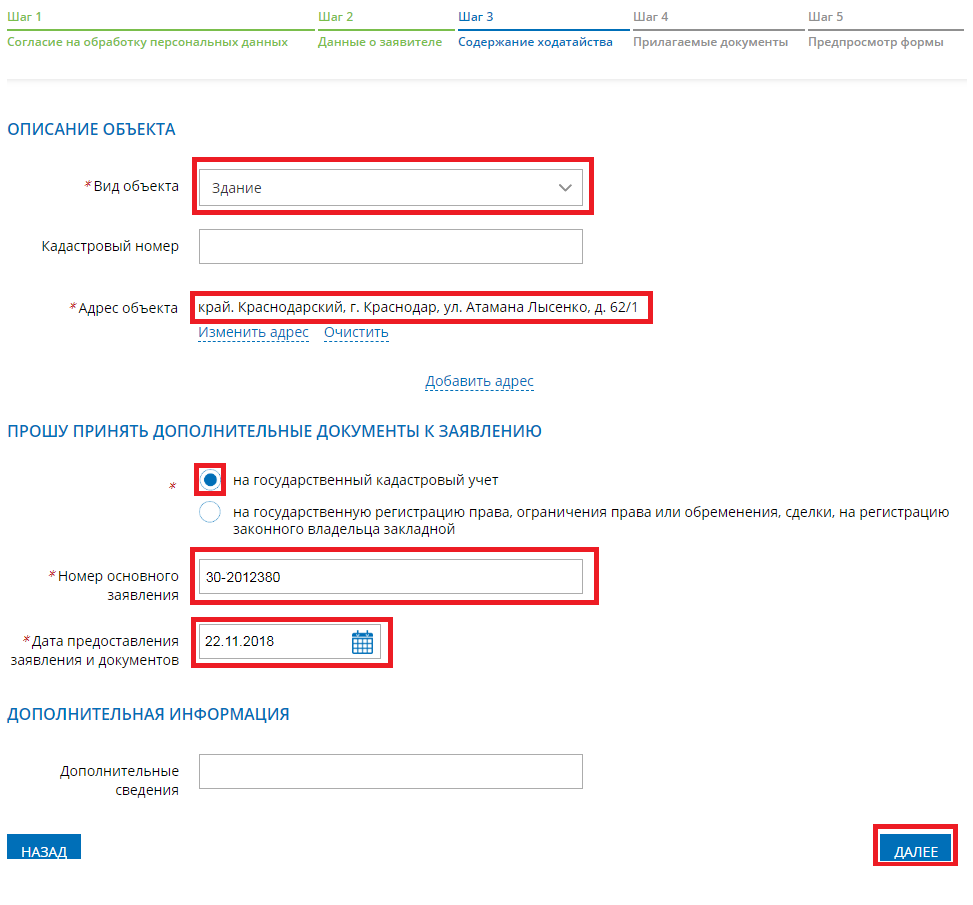 Шаг 1
Шаг 2
Шаг 3
Шаг 4
Шаг 5
Согласие на обработку персональных данных
Данные о заявителе
Содержание ходатайства
Прилагаемые документы
Предпросмотр формы
ОПИСАНИЕ ОБЪЕКТА
*Вид объекта
Здание
Кадастровый номер
*Адрес объекта
край. Краснодарский, г. Краснодар, ул. Атамана Лысенко, д. 62/1
Изменить адрес
Очистить
Добавить адрес
ПРОШУ ПРИНЯТЬ ДОПОЛНИТЕЛЬНЫЕ ДОКУМЕНТЫ К ЗАЯВЛЕНИЮ
*
на государственный кадастровый учет
на государственную регистрацию права, ограничения права или обременения, сделки, на регистрацию
законного владельца закладной
*Номер основного
заявления
30-2012380
*Дата предоставления
заявления и документов
22.11.2018
ДОПОЛНИТЕЛЬНАЯ ИНФОРМАЦИЯ
Дополнительные
сведения
НАЗАД
ДАЛЕЕ